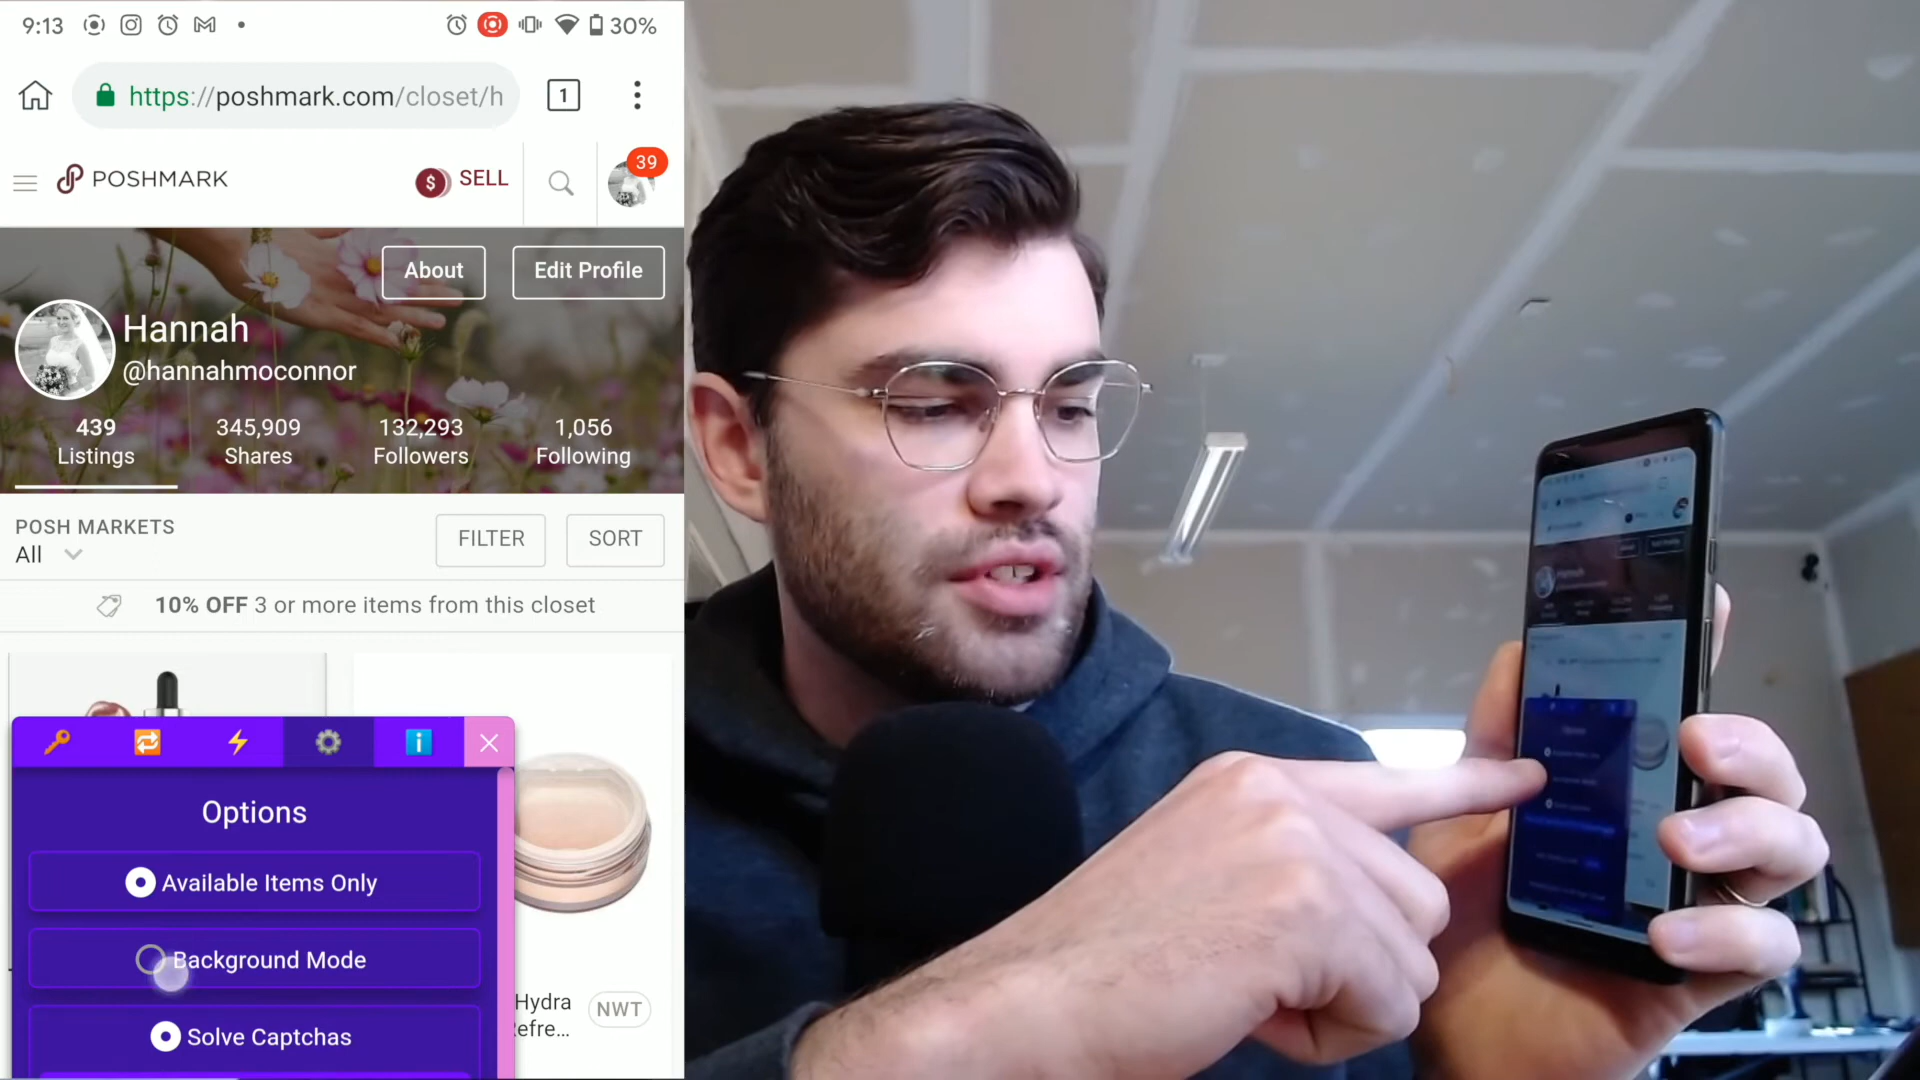 9:13
30%
https://poshmark.com/closet/h
1
POSHMARK
SELL
39
About
Edit Profile
Hannah
@hannahmoconnor
439
345,909
132,293
1,056
Listings
Shares
Followers
Following
POSH MARKETS
All
FILTER
SORT
10% OFF 3 or more items from this closet
Options
Available Items Only
Background Mode
Solve Captchas
Hydra
Refre...
NWT